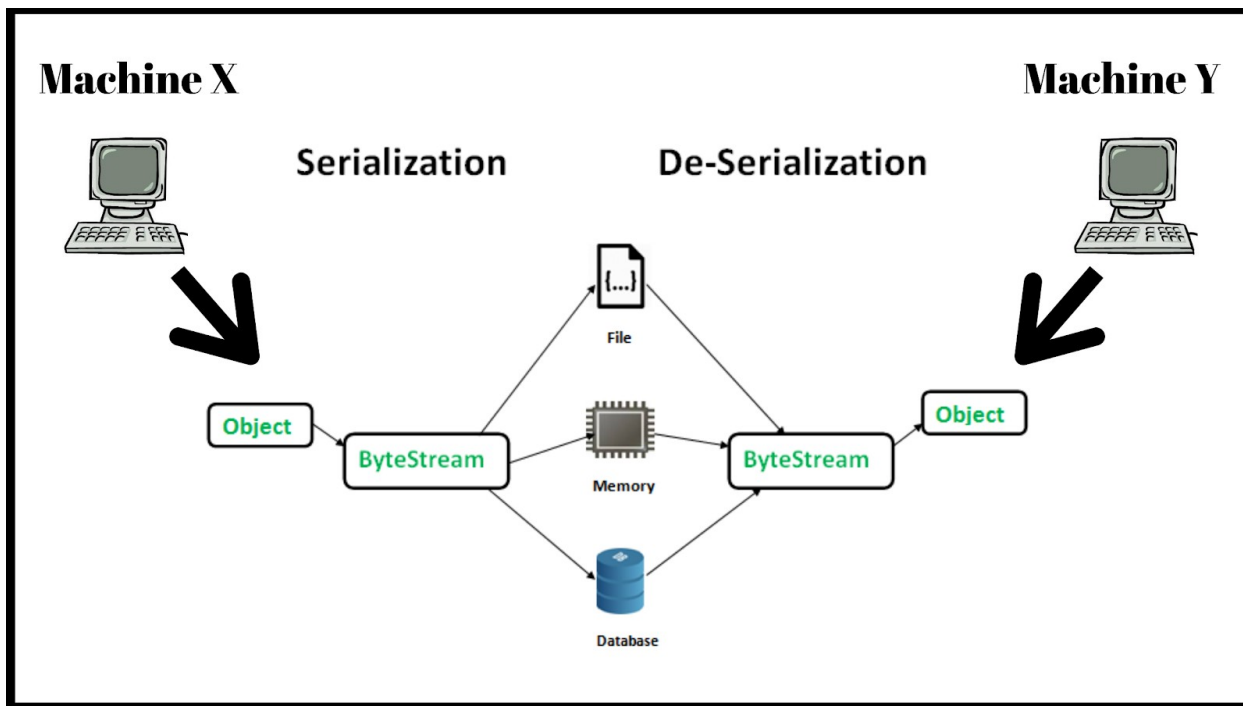 Machine X
Machine Y
Serialization
De-Serialization
{...}
File
Object
Object
ByteStream
ByteStream
Memory
Database